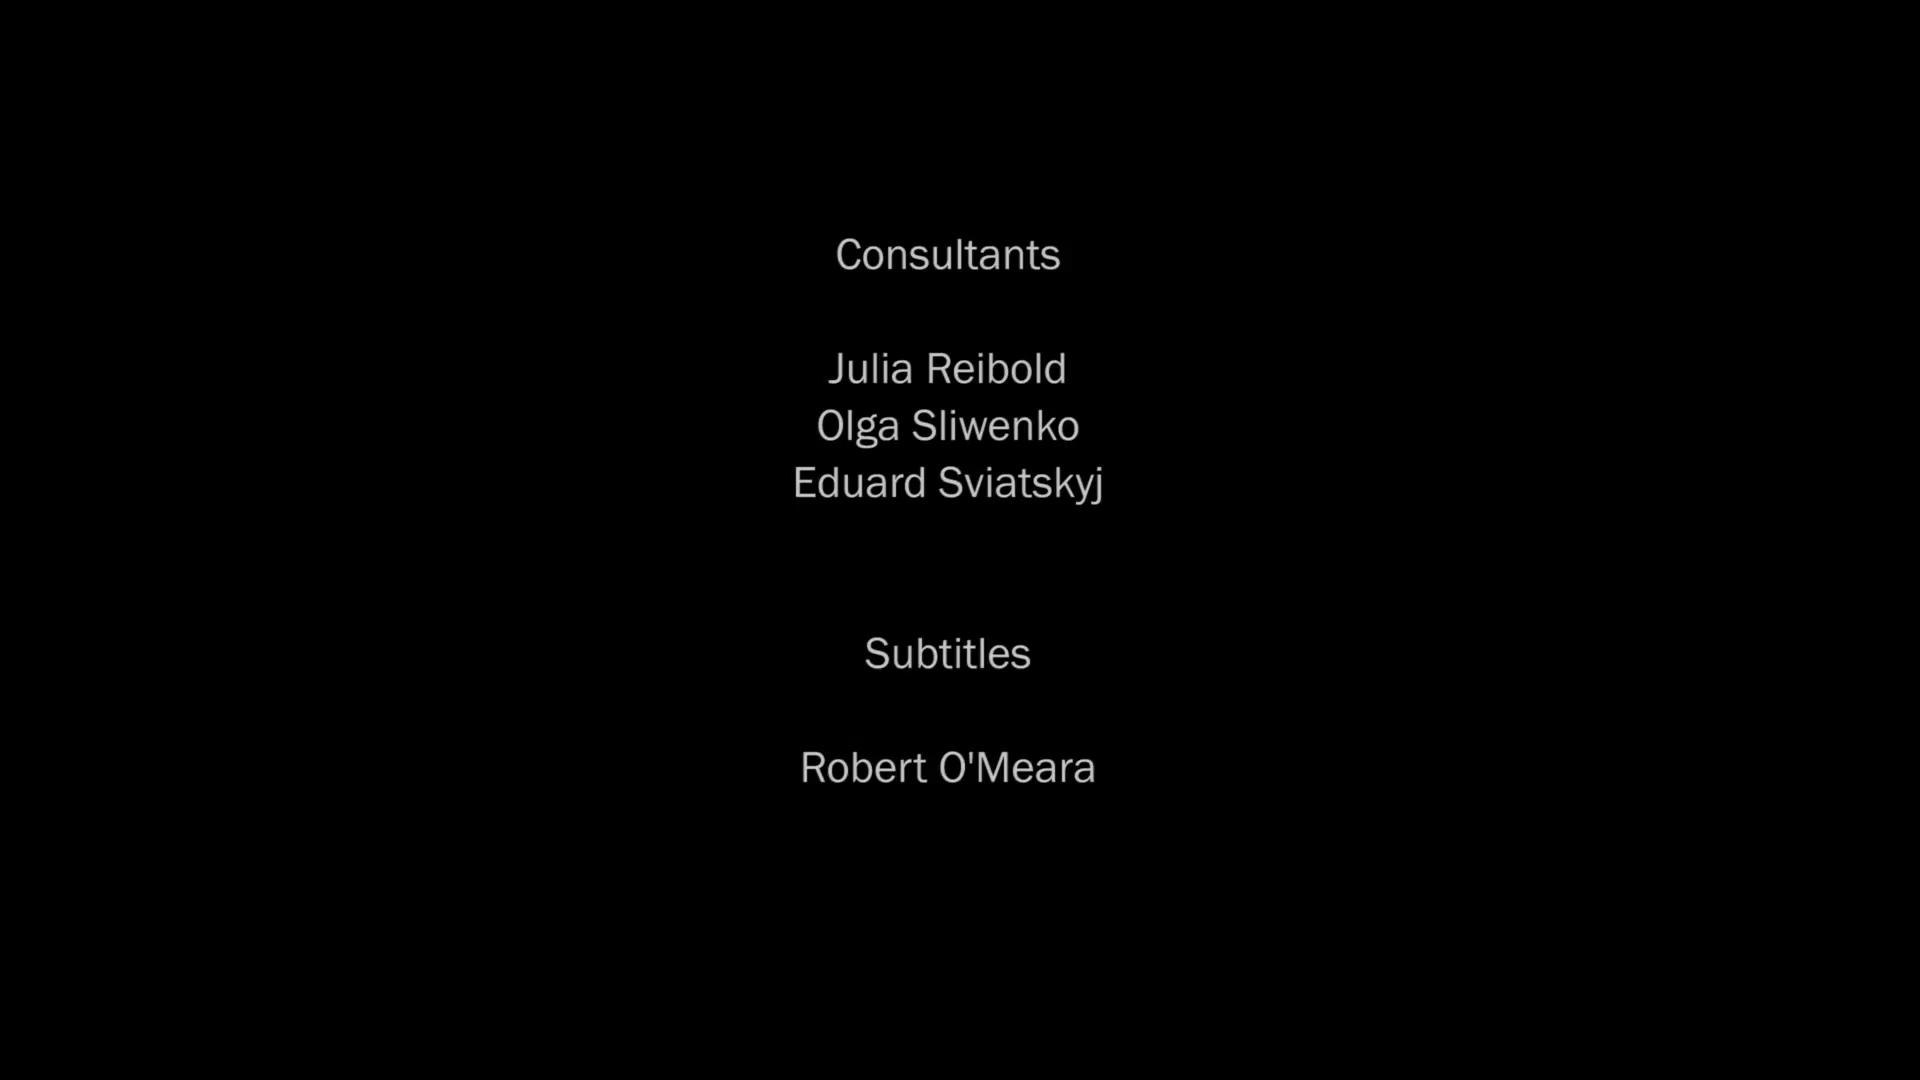 Consultants
Julia Reibold
Olga Sliwenko
Eduard Sviatskyj
Subtitles
Robert O'Meara